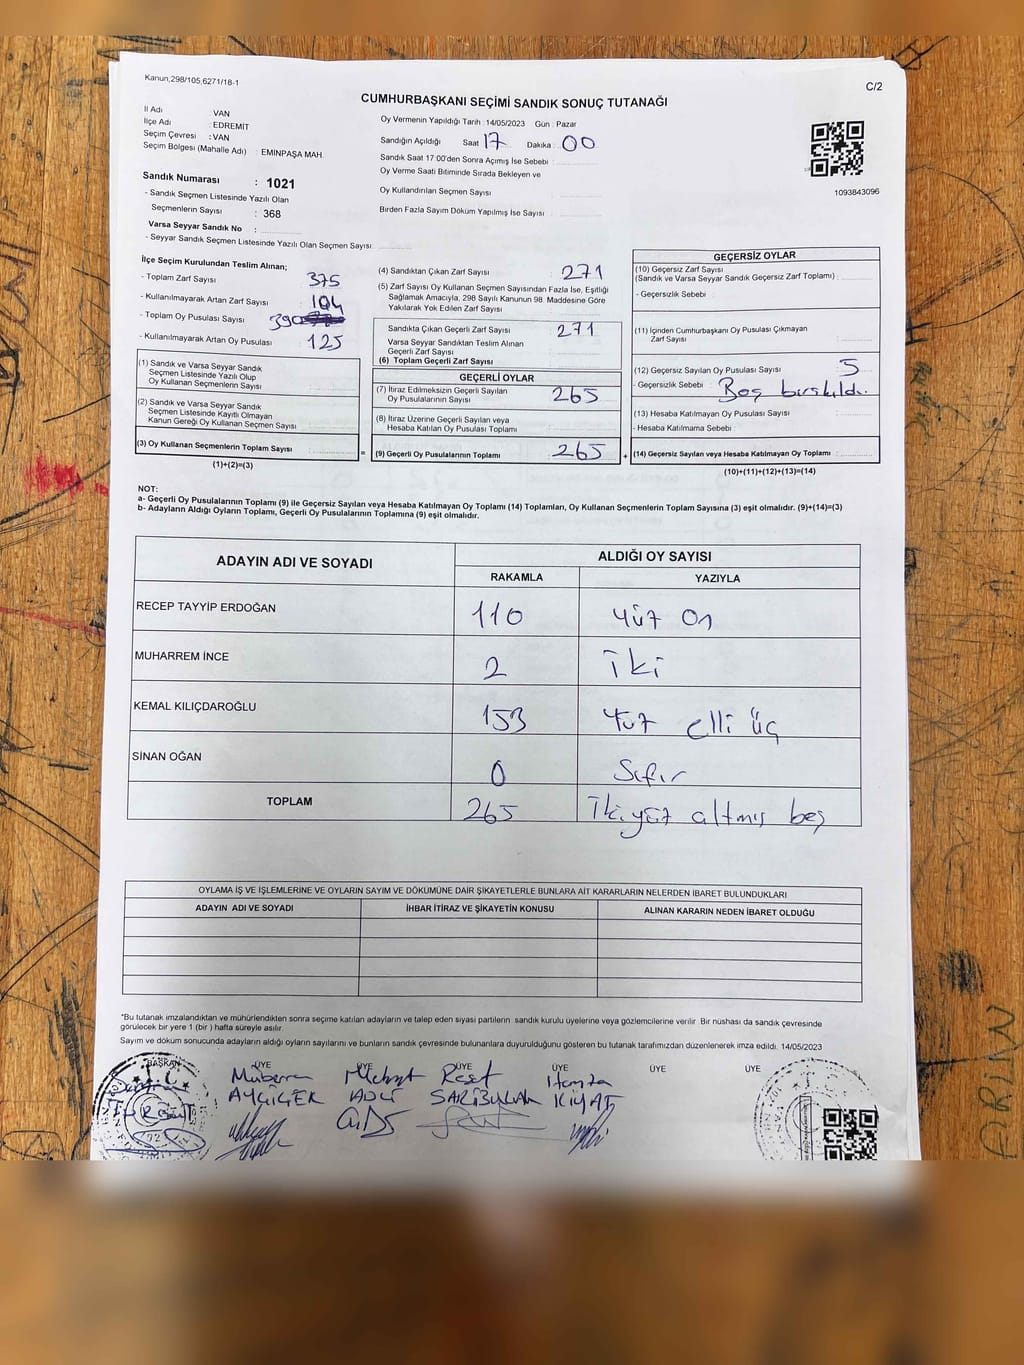 Kanun,298/105,6271/18-1
C/2
CUMHURBAŞKANI SEÇİMİ SANDIK SONUÇ TUTANAĞI
İl Adı : VAN
İlçe Adı : EDREMIT
Seçim Çevresi : VAN
Seçim Bölgesi (Mahalle Adı) : EMINPAŞA MAH.
Sandık Numarası : 1021
- Sandık Seçmen Listesinde Yazılı Olan
Seçmenlerin Sayısı : 368
Varsa Seyyar Sandık No :
- Seyyar Sandık Seçmen Listesinde Yazılı Olan Seçmen Sayısı:
Oy Vermenin Yapıldığı Tarih : 14/05/2023 Gün : Pazar
Sandığın Açıldığı Saat : 17 Dakika : 00
Sandık Saat 17:00'den Sonra Açımış İse Sebebi :
Oy Verme Saati Bitiminde Sırada Bekleyen ve
Oy Kullandırılan Seçmen Sayısı :
Birden Fazla Sayım Döküm Yapılmış İse Sayısı :
1093843096
İlçe Seçim Kurulundan Teslim Alınan;
- Toplam Zarf Sayısı : 375
- Kullanılmayarak Artan Zarf Sayısı : 104
- Toplam Oy Pusulası Sayısı : 390
- Kullanılmayarak Artan Oy Pusulası : 125
(1) Sandık ve Varsa Seyyar Sandık
Seçmen Listesinde Yazılı Olup
Oy Kullanan Seçmenlerin Sayısı :
(2) Sandık ve Varsa Seyyar Sandık
Seçmen Listesinde Kayıtlı Olmayan
Kanun Gereği Oy Kullanan Seçmen Sayısı :
(3) Oy Kullanan Seçmenlerin Toplam Sayısı :
(1)+(2)=(3)
=
(4) Sandıktan Çıkan Zarf Sayısı : 271
(5) Zarf Sayısı Oy Kullanan Seçmen Sayısından Fazla İse, Eşitliği
Sağlamak Amacıyla, 298 Sayılı Kanunun 98. Maddesine Göre
Yakılarak Yok Edilen Zarf Sayısı :
Sandıkta Çıkan Geçerli Zarf Sayısı : 271
Varsa Seyyar Sandıktan Teslim Alınan
Geçerli Zarf Sayısı :
(6) Toplam Geçerli Zarf Sayısı :
GEÇERLİ OYLAR
(7) İtiraz Edilmeksizin Geçerli Sayılan
Oy Pusulalarının Sayısı : 265
(8) İtiraz Üzerine Geçerli Sayılan veya
Hesaba Katılan Oy Pusulası Toplamı :
(9) Geçerli Oy Pusulalarının Toplamı : 265
+
GEÇERSİZ OYLAR
(10) Geçersiz Zarf Sayısı
(Sandık ve Varsa Seyyar Sandık Geçersiz Zarf Toplamı) :
- Geçersizlik Sebebi :
(11) İçinden Cumhurbaşkanı Oy Pusulası Çıkmayan
Zarf Sayısı :
(12) Geçersiz Sayılan Oy Pusulası Sayısı : 5
- Geçersizlik Sebebi : Boş bırakıldı.
(13) Hesaba Katılmayan Oy Pusulası Sayısı :
- Hesaba Katılmama Sebebi :
(14) Geçersiz Sayılan veya Hesaba Katılmayan Oy Toplamı :
(10)+(11)+(12)+(13)=(14)
NOT:
a- Geçerli Oy Pusulalarının Toplamı (9) ile Geçersiz Sayılan veya Hesaba Katılmayan Oy Toplamı (14) Toplamları, Oy Kullanan Seçmenlerin Toplam Sayısına (3) eşit olmalıdır. (9)+(14)=(3)
b- Adayların Aldığı Oyların Toplamı, Geçerli Oy Pusulalarının Toplamına (9) eşit olmalıdır.
ADAYIN ADI VE SOYADI ALDIĞI OY SAYISI
RAKAMLA YAZIYLA
RECEP TAYYİP ERDOĞAN 110 Yüz On
MUHARREM İNCE 2 iki
KEMAL KILIÇDAROĞLU 153 Yüz elli üç
SİNAN OĞAN 0 Sıfır
TOPLAM 265 İkiyüz altmış beş
OYLAMA İŞ VE İŞLEMLERİNE VE OYLARIN SAYIM VE DÖKÜMÜNE DAİR ŞİKAYETLERLE BUNLARA AİT KARARLARIN NELERDEN İBARET BULUNDUKLARI
ADAYIN ADI VE SOYADI İHBAR İTİRAZ VE ŞİKAYETİN KONUSU ALINAN KARARIN NEDEN İBARET OLDUĞU
*Bu tutanak imzalandıktan ve mühürlendikten sonra seçime katılan adayların ve talep eden siyasi partilerin sandık kurulu üyelerine veya gözlemcilerine verilir. Bir nüshası da sandık çevresinde
görülecek bir yere 1 (bir ) hafta süreyle asılır.
Sayım ve döküm sonucunda adayların aldığı oyların sayılarını ve bunların sandık çevresinde bulunanlara duyurulduğunu gösteren bu tutanak tarafımızdan düzenlenerek imza edildi. 14/05/2023
BAŞKAN ÜYE ÜYE ÜYE ÜYE ÜYE ÜYE
Müberra Mehmet Reşit Hamza
AYÇİÇEK SARİBULAK KIYAT